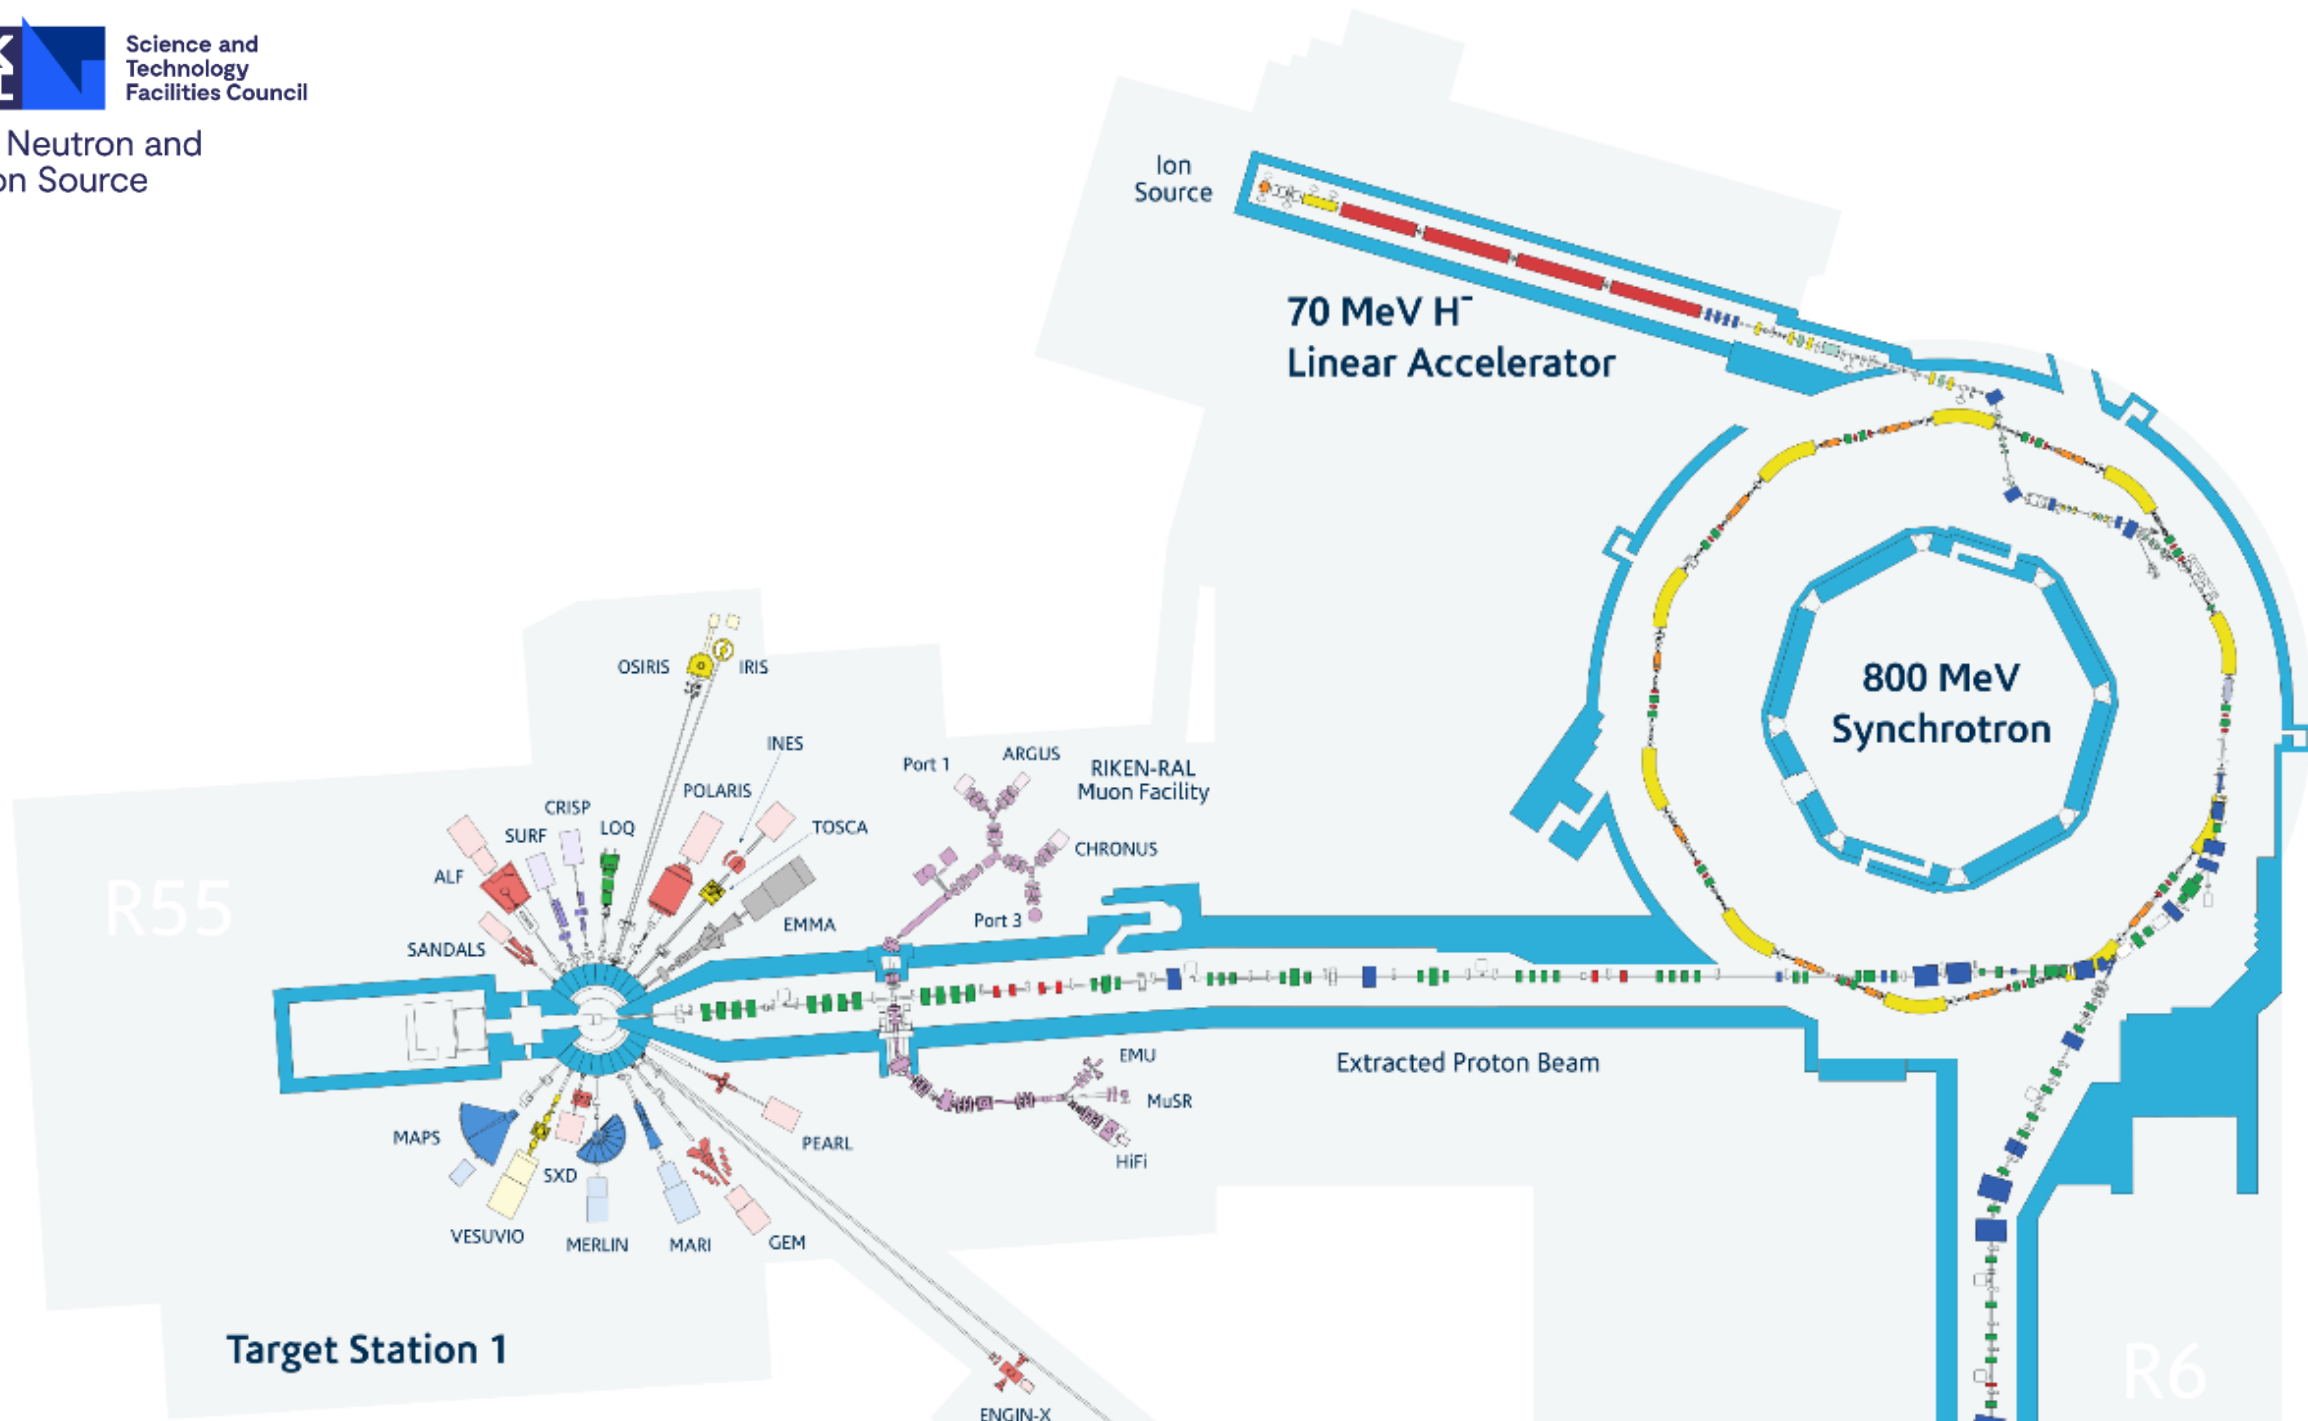 Science and
Technology
Facilities Council
Neutron and
Source
Ion
Source
70 MeV H⁻
Linear Accelerator
800 MeV
Synchrotron
OSIRIS
IRIS
INES
POLARIS
TOSCA
CRISP
SURF
LOQ
ALF
SANDALS
EMMA
Port 1
ARGUS
RIKEN-RAL
Muon Facility
CHRONUS
Port 3
R55
Extracted Proton Beam
EMU
MuSR
HiFi
PEARL
MAPS
SXD
VESUVIO
MERLIN
MARI
GEM
Target Station 1
ENGIN-X
R6